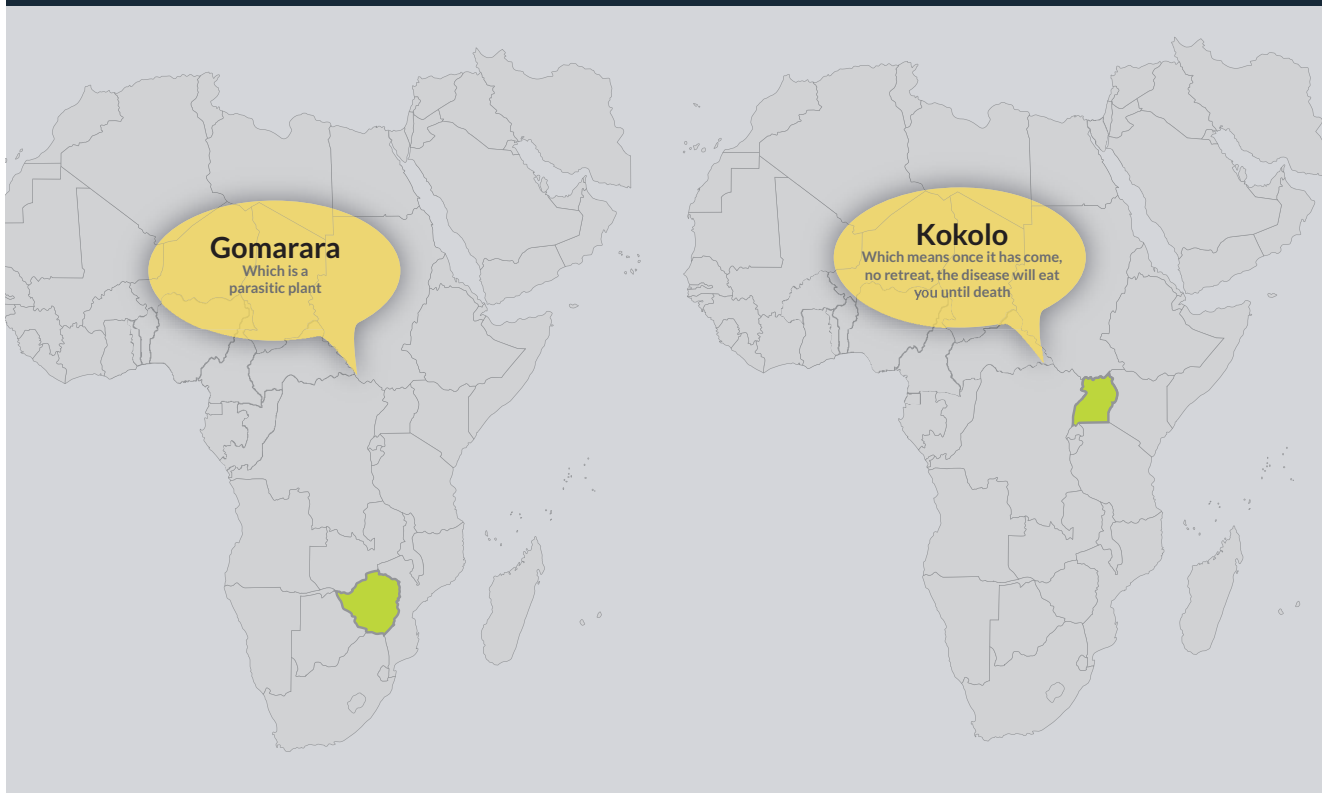 Gomarara
Which is a
parasitic plant
Kokolo
Which means once it has come,
no retreat, the disease will eat
you until death